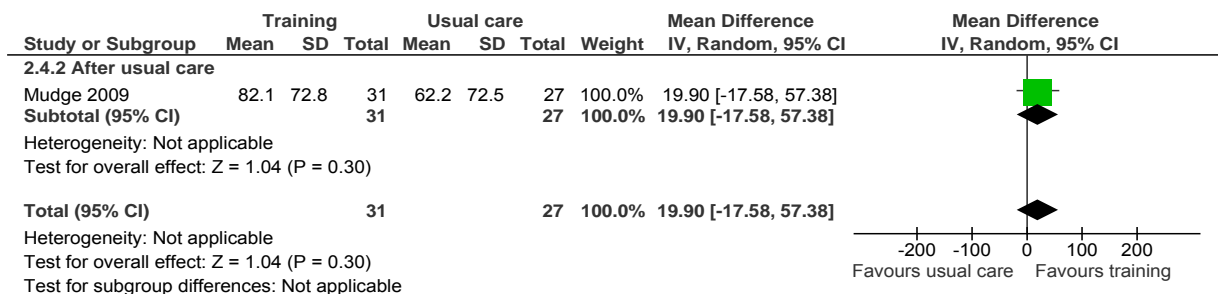 Training Usual care Mean Difference Mean Difference
Study or Subgroup Mean SD Total Mean SD Total Weight IV, Random, 95% CI IV, Random, 95% CI
2.4.2 After usual care
Mudge 2009 82.1 72.8 31 62.2 72.5 27 100.0% 19.90 [-17.58, 57.38]
Subtotal (95% CI) 31 27 100.0% 19.90 [-17.58, 57.38]
Heterogeneity: Not applicable
Test for overall effect: Z = 1.04 (P = 0.30)
Total (95% CI) 31 27 100.0% 19.90 [-17.58, 57.38]
Heterogeneity: Not applicable
Test for overall effect: Z = 1.04 (P = 0.30)
Test for subgroup differences: Not applicable
-200 -100 0 100 200
Favours usual care Favours training